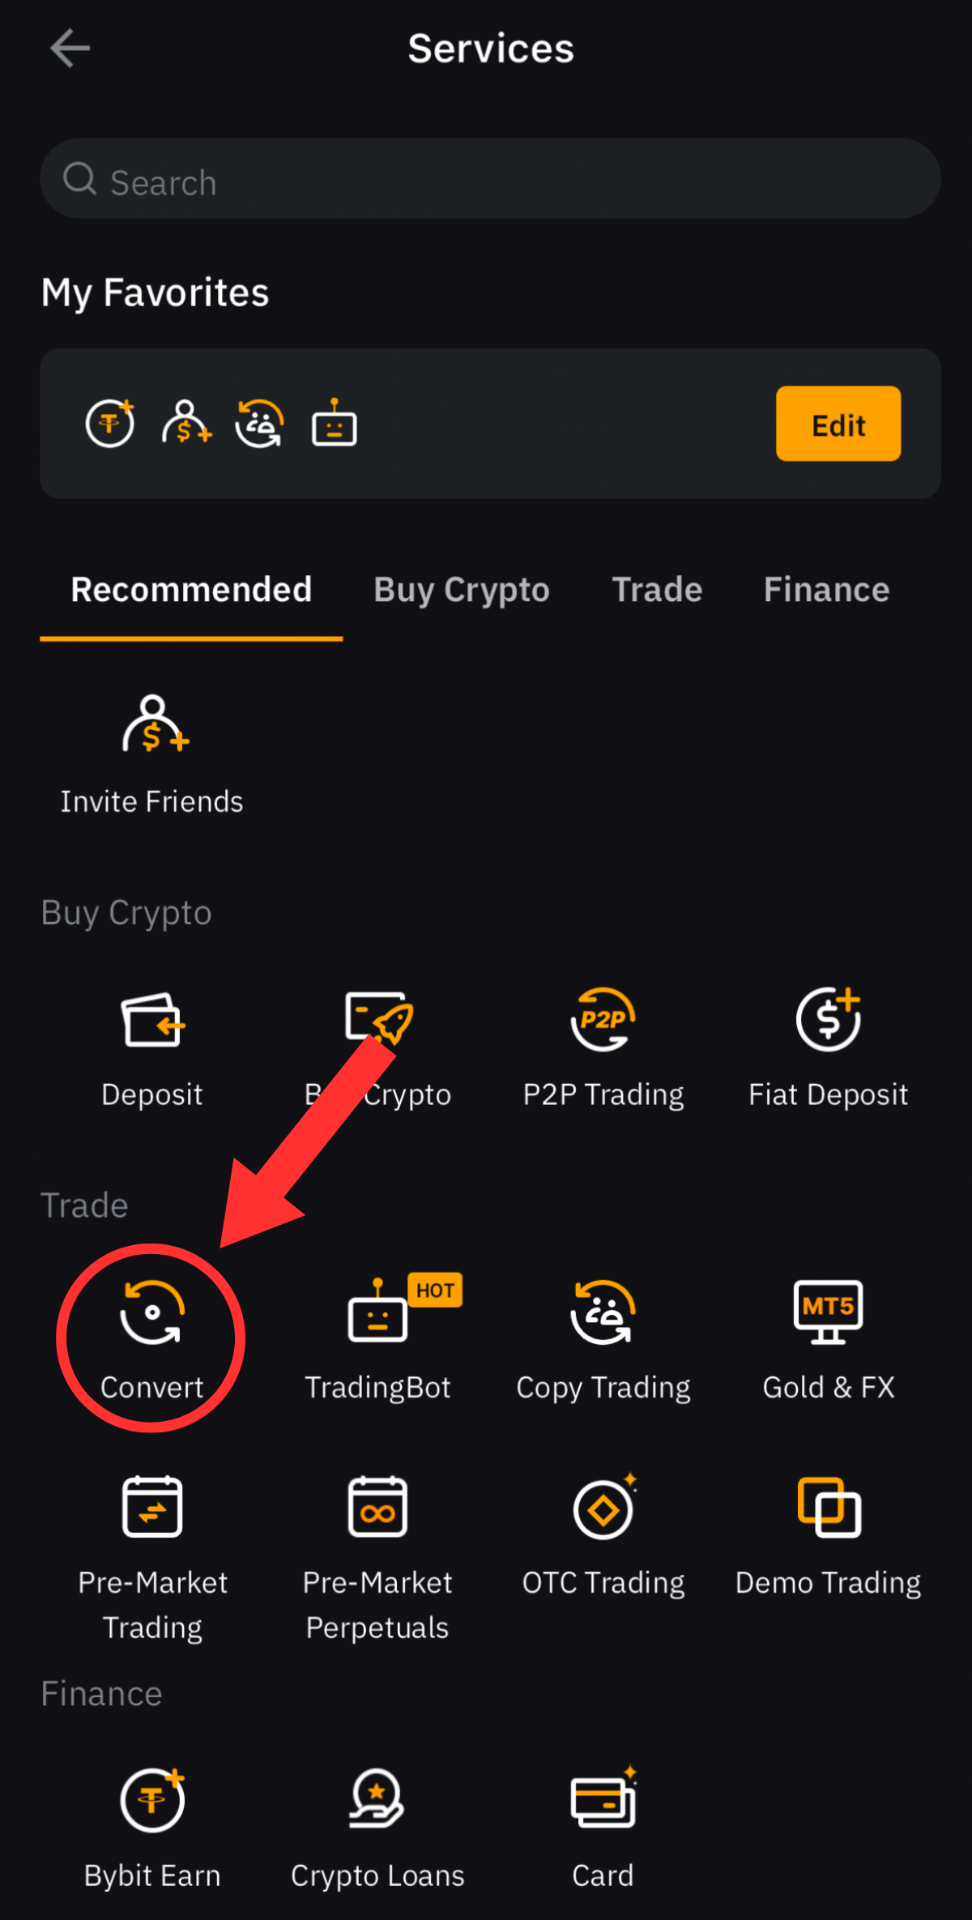 Services
Search
My Favorites
Edit
Recommended Buy Crypto Trade Finance
Invite Friends
Buy Crypto
Deposit Buy Crypto P2P P2P Trading Fiat Deposit
Trade
HOT MT5
Convert TradingBot Copy Trading Gold & FX
Pre-Market Pre-Market OTC Trading Demo Trading
Trading Perpetuals
Finance
Bybit Earn Crypto Loans Card